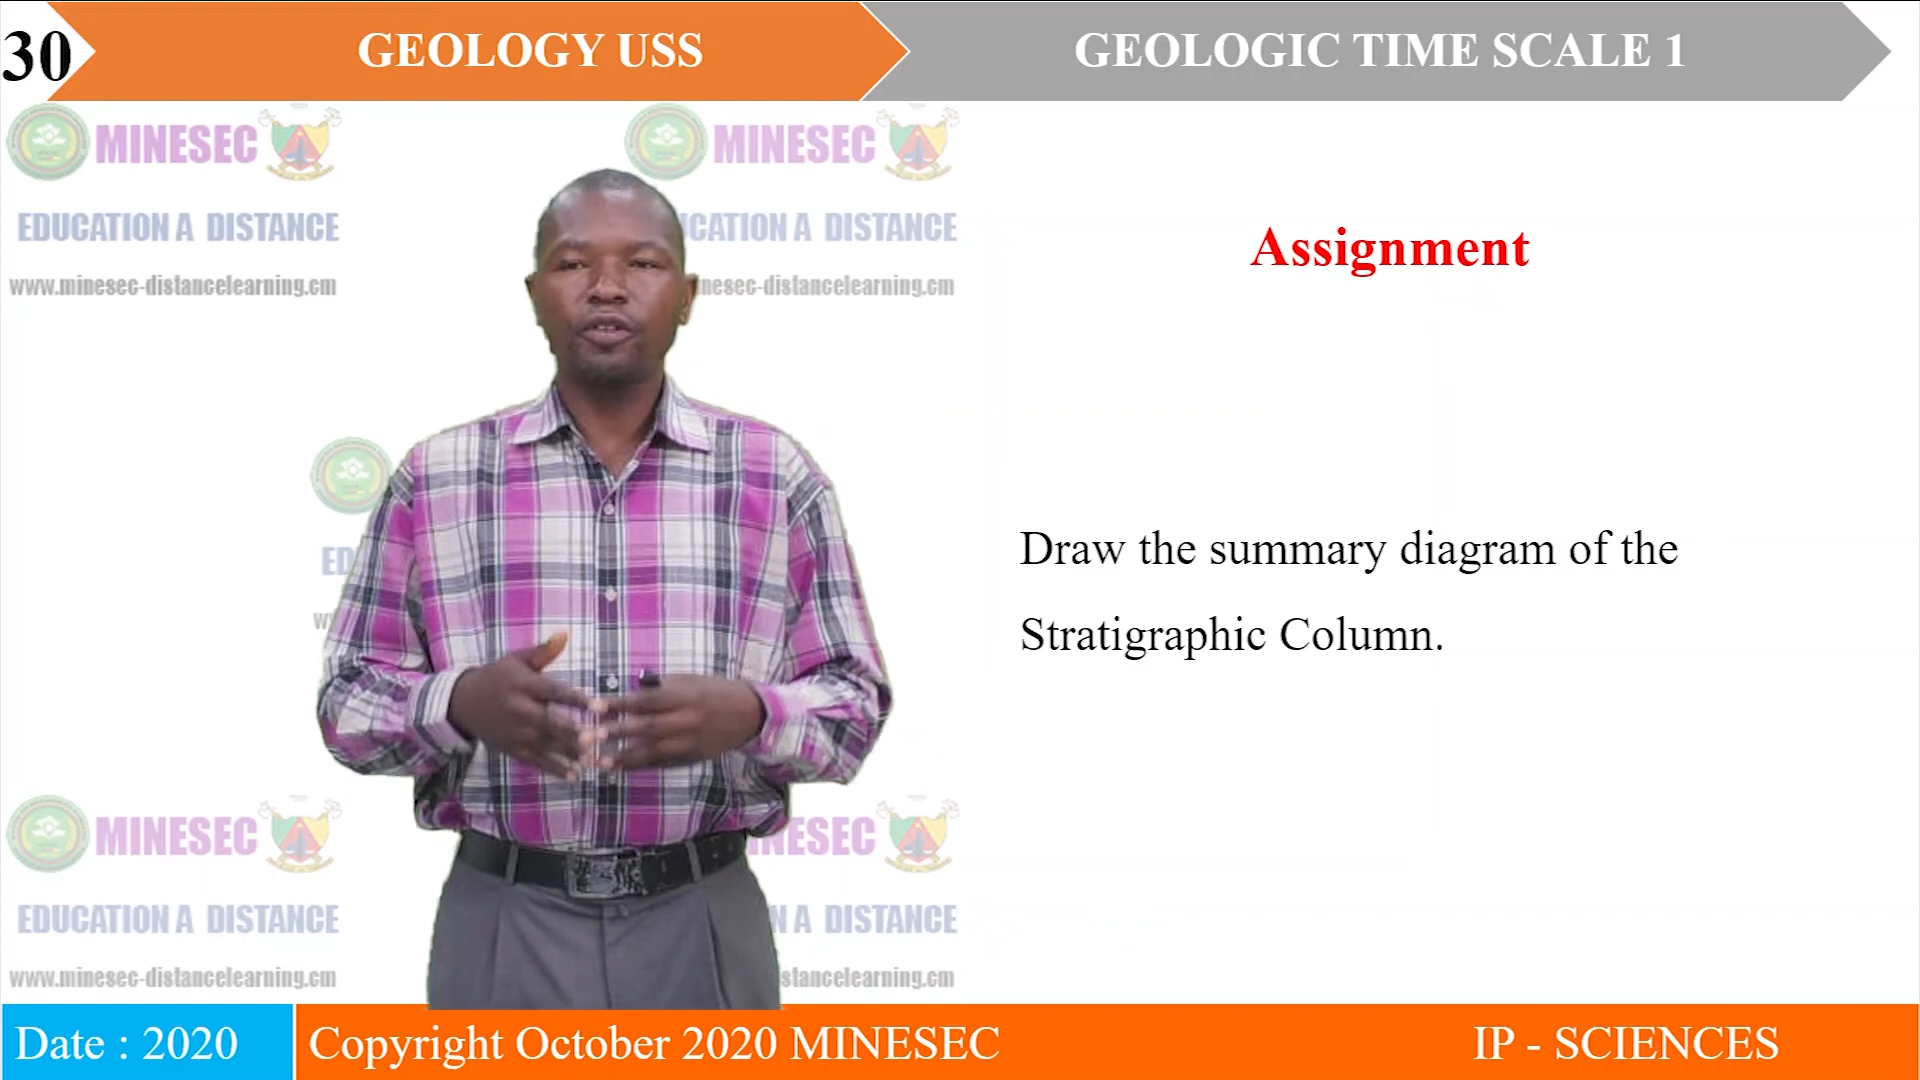 30
GEOLOGY USS
GEOLOGIC TIME SCALE 1
MINESEC
MINESEC
EDUCATION A DISTANCE
CATION A DISTANCE
www.minesec-distancelearning.cm
nesec-distancelearning.cm
Assignment
Draw the summary diagram of the
Stratigraphic Column.
ED
MINESEC
NESEC
EDUCATION A DISTANCE
N A DISTANCE
www.minesec-distancelearning.cm
stancelearning.cm
Date : 2020
Copyright October 2020 MINESEC
IP - SCIENCES